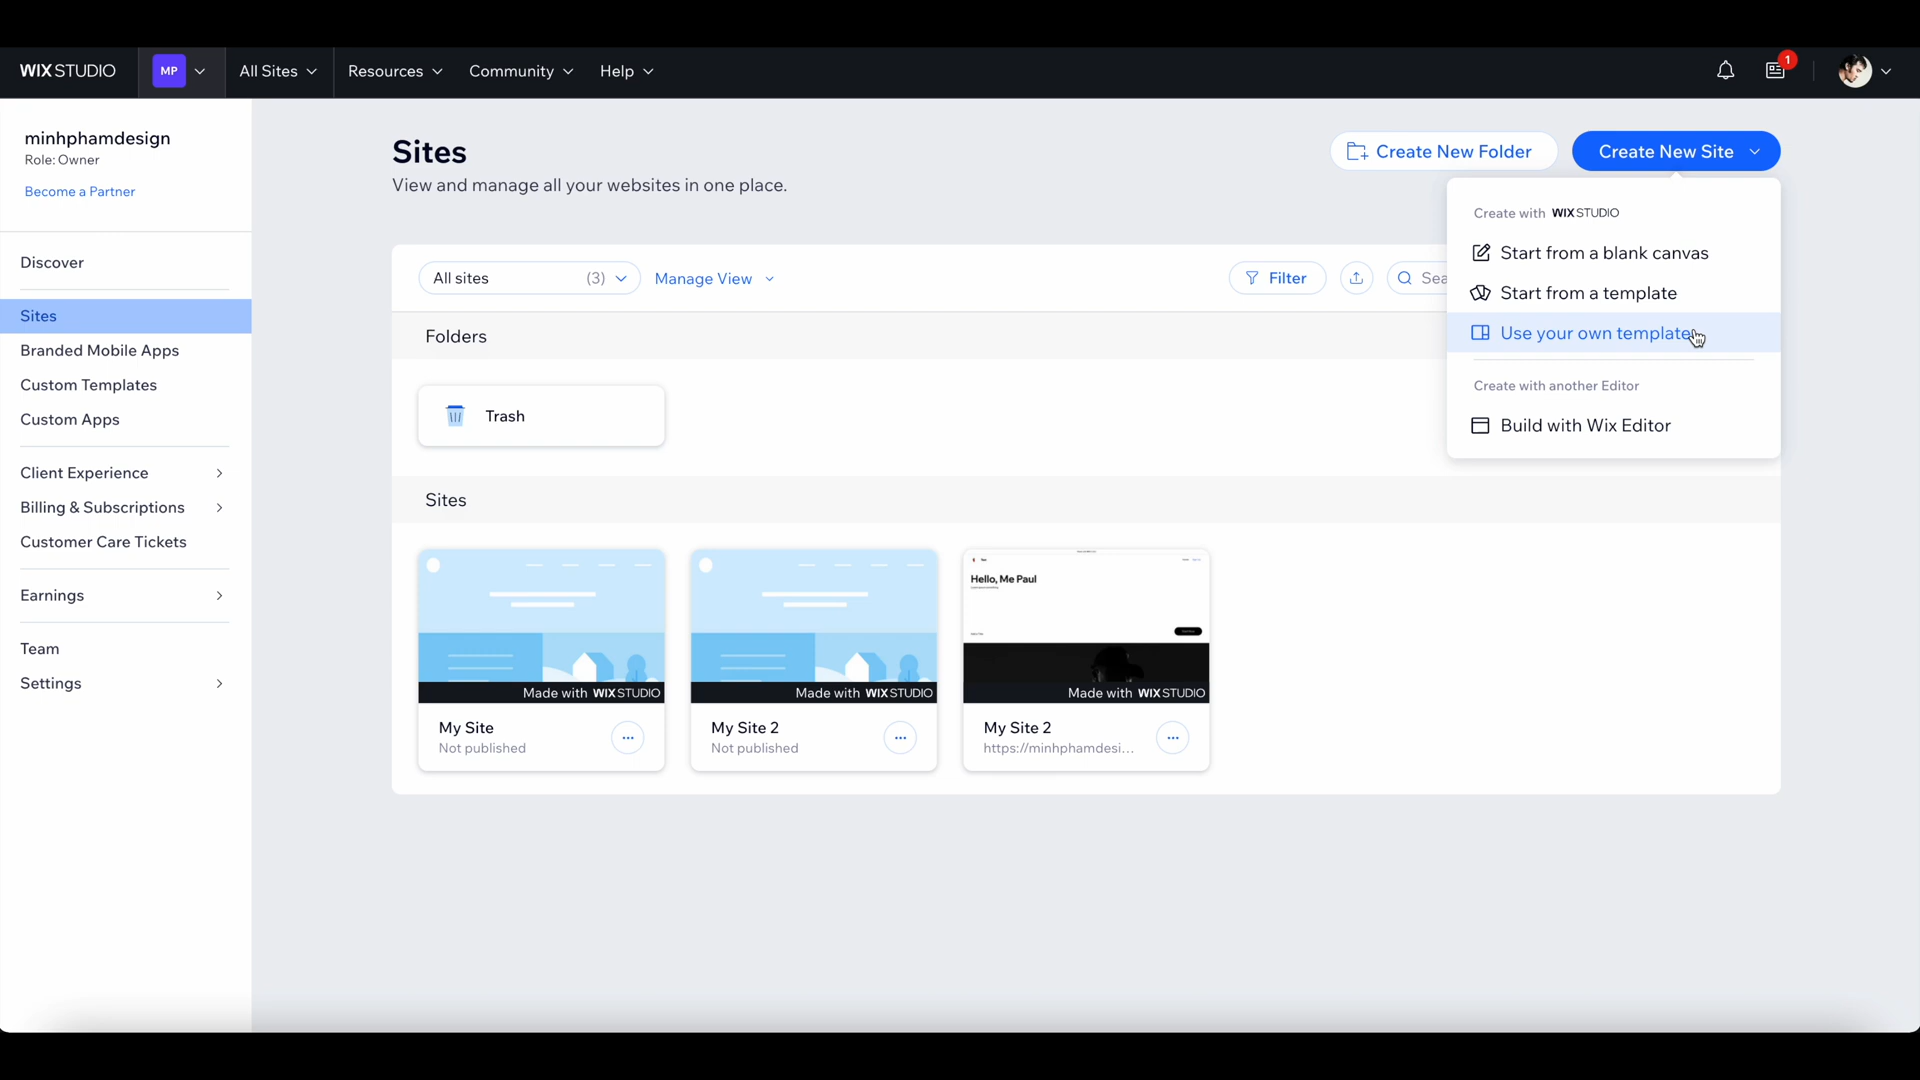 WIX STUDIO
MP
All Sites
Resources
Community
Help
1
minhphamdesign
Role: Owner
Become a Partner
Discover
Sites
Branded Mobile Apps
Custom Templates
Custom Apps
Client Experience
Billing & Subscriptions
Customer Care Tickets
Earnings
Team
Settings
Sites
View and manage all your websites in one place.
Create New Folder
Create New Site
Create with WIX STUDIO
Start from a blank canvas
Start from a template
Use your own template
Create with another Editor
Build with Wix Editor
All sites (3)
Manage View
Filter
Sea
Folders
Trash
Sites
Made with WIX STUDIO
My Site
Not published
Made with WIX STUDIO
My Site 2
Not published
Hello, Me Paul
Made with WIX STUDIO
My Site 2
https://minhphamdesi...